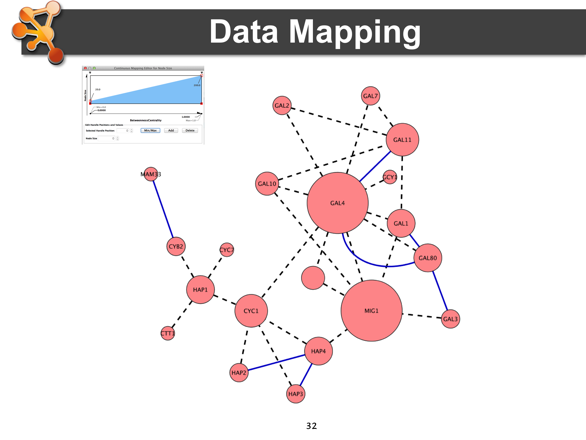 Data Mapping
Continuous Mapping Editor for Node Size
BetweennessCentrality
Min/Max
Add
Delete
GAL2
GAL7
GAL11
MAM33
GAL10
GCY1
GAL4
GAL1
CYB2
CYC7
GAL80
HAP1
CYC1
MIG1
GAL3
CTT1
HAP4
HAP2
HAP3
32